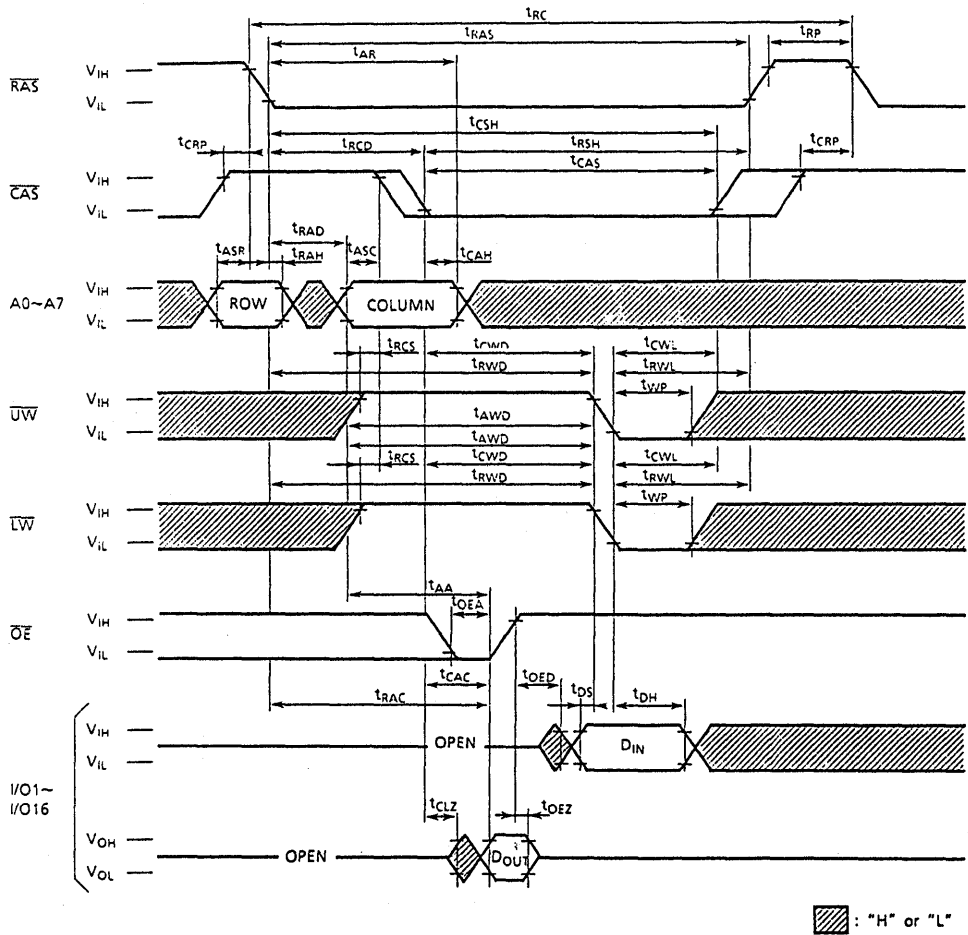 tRC
tRAS
tRP
tAR
RAS
VIH
VIL
tCSH
tCRP
tRCD
tRSH
tCRP
tCAS
CAS
VIH
VIL
tRAD
tASR
tRAH
tASC
tCAH
A0~A7
VIH
VIL
ROW
COLUMN
tRCS
tCWD
tCWL
tRWD
tRWL
tWP
UW
VIH
VIL
tAWD
tAWD
tRCS
tCWD
tCWL
tRWD
tRWL
tWP
LW
VIH
VIL
tAA
tOEA
OE
VIH
VIL
tCAC
tOED
tRAC
tDS
tDH
VIH
VIL
OPEN
DIN
I/O1~
I/O16
tCLZ
tOEZ
VOH
VOL
OPEN
DOUT
: "H" or "L"